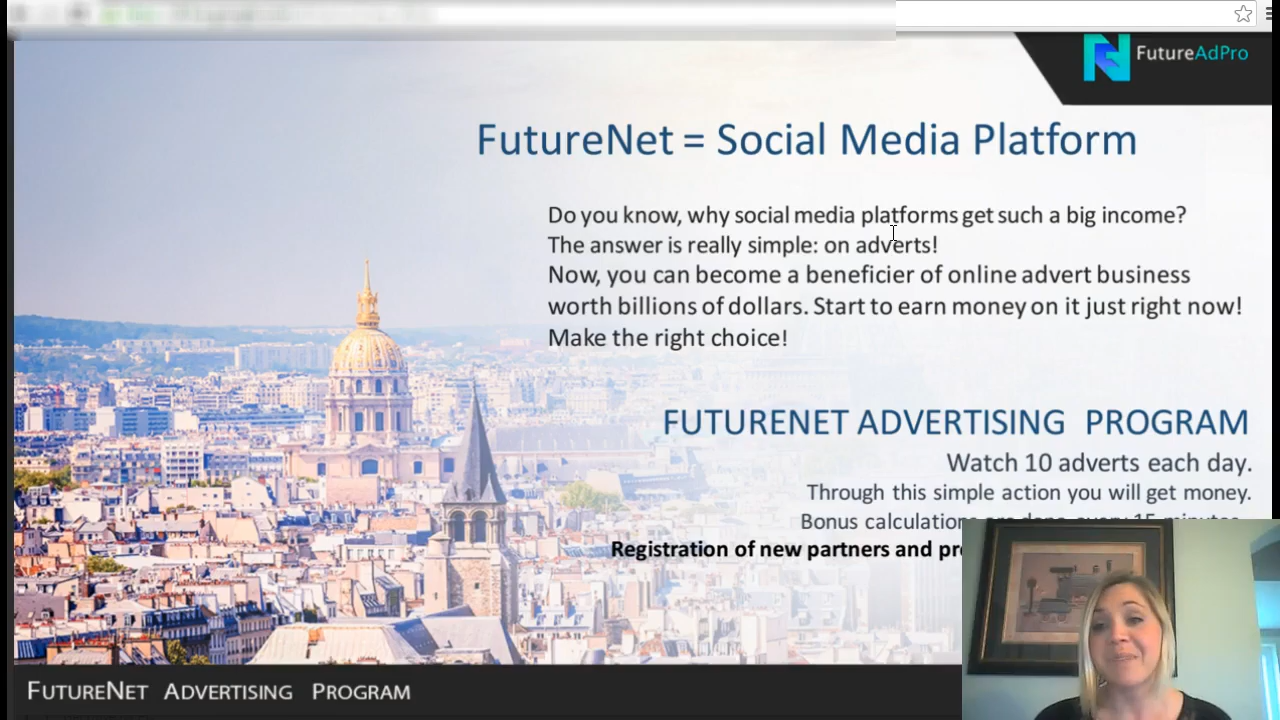 FutureAdPro
FutureNet = Social Media Platform
Do you know, why social media platforms get such a big income?
The answer is really simple: on adverts!
Now, you can become a beneficier of online advert business
worth billions of dollars. Start to earn money on it just right now!
Make the right choice!
FUTURENET ADVERTISING PROGRAM
Watch 10 adverts each day.
Through this simple action you will get money.
Bonus calculations are done every 15 minutes.
Registration of new partners and
FUTURENET ADVERTISING PROGRAM